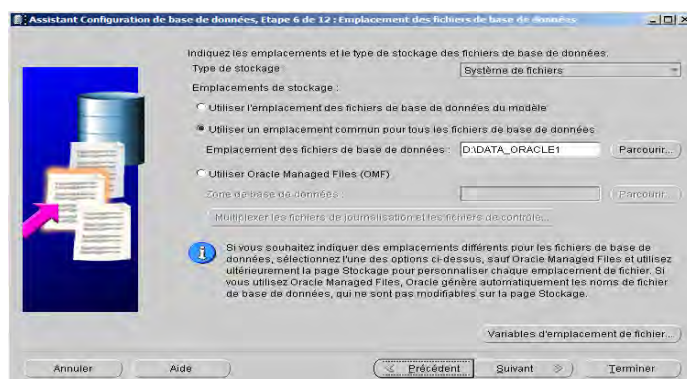 Assistant Configuration de base de données, Etape 6 de 12 : Emplacement des fichiers de base de données
Indiquez les emplacements et le type de stockage des fichiers de base de données.
Type de stockage Système de fichiers
Emplacements de stockage :
Utiliser l'emplacement des fichiers de base de données du modèle
Utiliser un emplacement commun pour tous les fichiers de base de données
Emplacement des fichiers de base de données : D:\DATA_ORACLE1 Parcourir...
Utiliser Oracle Managed Files (OMF)
Zone de base de données : Parcourir...
Multiplexer les fichiers de journalisation et les fichiers de contrôle...
Si vous souhaitez indiquer des emplacements différents pour les fichiers de base de
données, sélectionnez l'une des options ci-dessus, sauf Oracle Managed Files et utilisez
ultérieurement la page Stockage pour personnaliser chaque emplacement de fichier. Si
vous utilisez Oracle Managed Files, Oracle génère automatiquement les noms de fichier
de base de données, qui ne sont pas modifiables sur la page Stockage.
Variables d'emplacement de fichier...
Annuler Aide Précédent Suivant Terminer